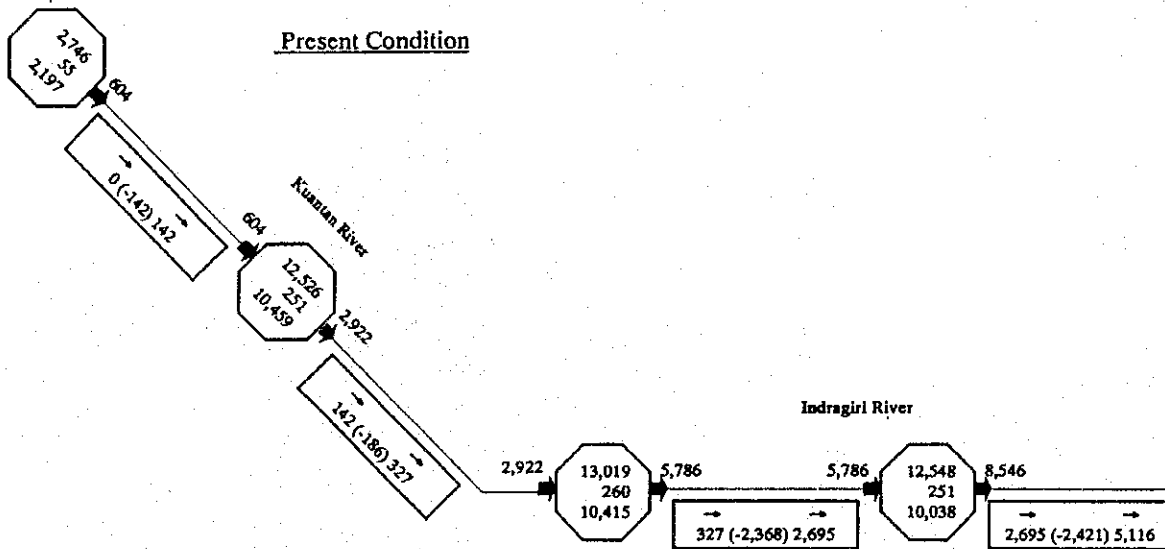 Present Condition
2,746
55
2,197
604
0 (-142) 142
604
Kuantan River
12,526
251
10,459
2,922
142 (-186) 327
2,922
13,019
260
10,415
5,786
327 (-2,368) 2,695
Indragiri River
5,786
12,548
251
10,038
8,546
2,695 (-2,421) 5,116